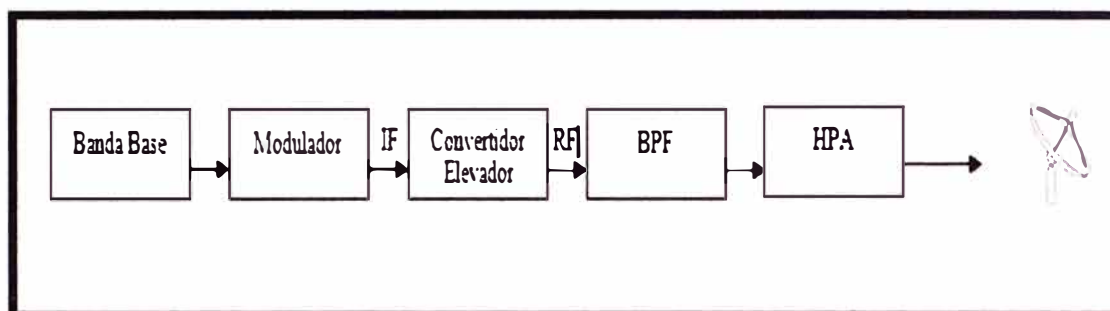 Banda Base
Modulador
IF
Convertidor
Elevador
RF
BPF
HPA